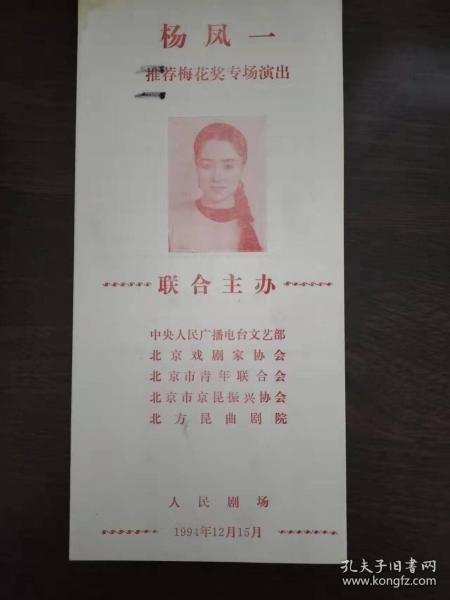 杨凤一
推荐梅花奖专场演出
联合主办
中央人民广播电台文艺部
北京戏剧家协会
北京市青年联合会
北京市京昆振兴协会
北方昆曲剧院
人民剧场
1994年12月15月
孔夫子旧书网
www.kongfz.com